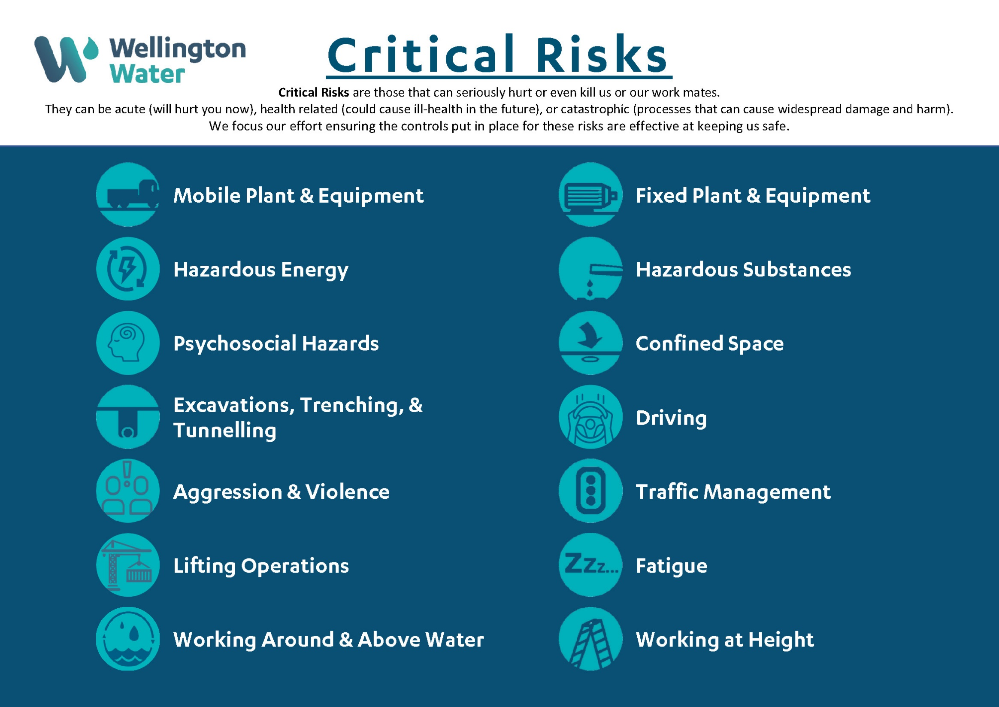 Wellington
Water
Critical Risks
Critical Risks are those that can seriously hurt or even kill us or our work mates.
They can be acute (will hurt you now), health related (could cause ill-health in the future), or catastrophic (processes that can cause widespread damage and harm).
We focus our effort ensuring the controls put in place for these risks are effective at keeping us safe.
Mobile Plant & Equipment
Fixed Plant & Equipment
Hazardous Energy
Hazardous Substances
Psychosocial Hazards
Confined Space
Excavations, Trenching, &
Tunnelling
Driving
Aggression & Violence
Traffic Management
Lifting Operations
Zzz...
Fatigue
Working Around & Above Water
Working at Height